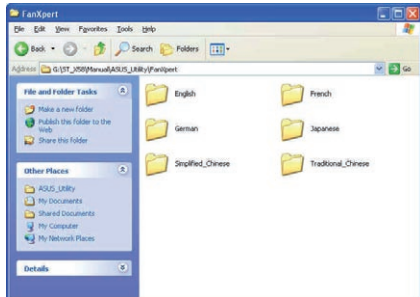 FanXpert
File Edit View Favorites Tools Help
Back Search Folders
Address G:\ST_X58\Manual\ASUS_Utility\FanXpert Go
File and Folder Tasks
Make a new folder
Publish this folder to the Web
Share this folder
Other Places
ASUS_Utility
My Documents
Shared Documents
My Computer
My Network Places
Details
English
French
German
Japanese
Simplified_Chinese
Traditional_Chinese